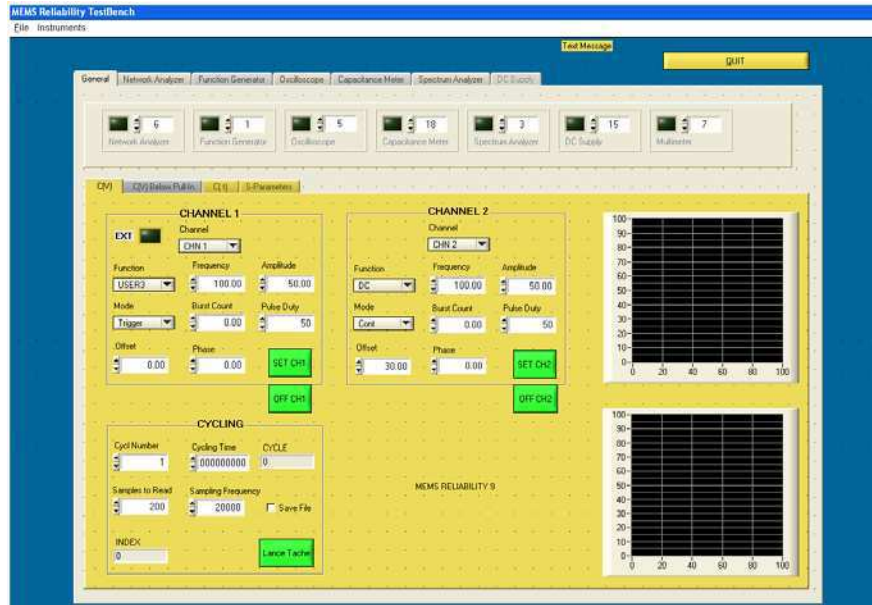 MEMS Reliability TestBench
File Instruments
Text Message
QUIT
General Network Analyzer Function Generator Oscilloscope Capacitance Meter Spectrum Analyzer DC Supply
6 1 5 18 3 15 7
Network Analyzer Function Generator Oscilloscope Capacitance Meter Spectrum Analyzer DC Supply Multimeter
C(V) C(V) Below Pull-In C(t) S-Parameters
CHANNEL 1
EXT
Channel
CHN 1
Function Frequency Amplitude
USER3 100.00 50.00
Mode Burst Count Pulse Duty
Trigger 0.00 50
Offset Phase
0.00 0.00 SET CH1
OFF CH1
CHANNEL 2
Channel
CHN 2
Function Frequency Amplitude
DC 100.00 50.00
Mode Burst Count Pulse Duty
Cont 0.00 50
Offset Phase
30.00 0.00 SET CH2
OFF CH2
100
90
80
70
60
50
40
30
20
10
0
0 20 40 60 80 100
CYCLING
Cycl Number Cycling Time CYCLE
1 000000000 0
Samples to Read Sampling Frequency
200 20000 Save File
INDEX
0 Lance Tache
MEMS RELIABILITY 9
100
90
80
70
60
50
40
30
20
10
0
0 20 40 60 80 100